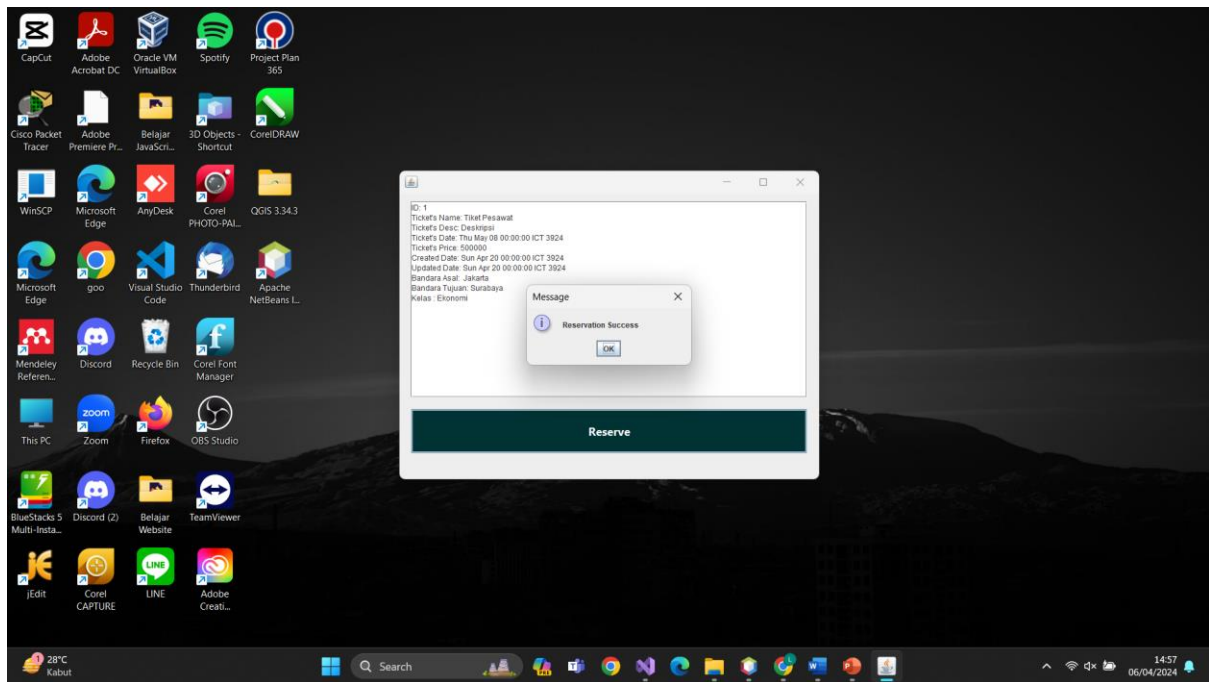 CapCut
Adobe
Acrobat DC
Oracle VM
VirtualBox
Spotify
Project Plan
365
Cisco Packet
Tracer
Adobe
Premiere Pr...
Belajar
JavaScri...
3D Objects -
Shortcut
CorelDRAW
WinSCP
Microsoft
Edge
AnyDesk
Corel
PHOTO-PAI...
QGIS 3.34.3
Microsoft
Edge
goo
Visual Studio
Code
Thunderbird
Apache
NetBeans I...
Mendeley
Referen...
Discord
Recycle Bin
Corel Font
Manager
This PC
zoom
Zoom
Firefox
OBS Studio
BlueStacks 5
Multi-Insta...
Discord (2)
Belajar
Website
TeamViewer
jE
jEdit
Corel
CAPTURE
LINE
LINE
Adobe
Creati...
ID: 1
Ticket's Name: Tiket Pesawat
Ticket's Desc: Deskripsi
Ticket's Date: Thu May 08 00:00:00 ICT 3924
Ticket's Price: 500000
Created Date: Sun Apr 20 00:00:00 ICT 3924
Updated Date: Sun Apr 20 00:00:00 ICT 3924
Bandara Asal: Jakarta
Bandara Tujuan: Surabaya
Kelas : Ekonomi
Message
Reservation Success
OK
Reserve
1
28°C
Kabut
Search
14:57
06/04/2024